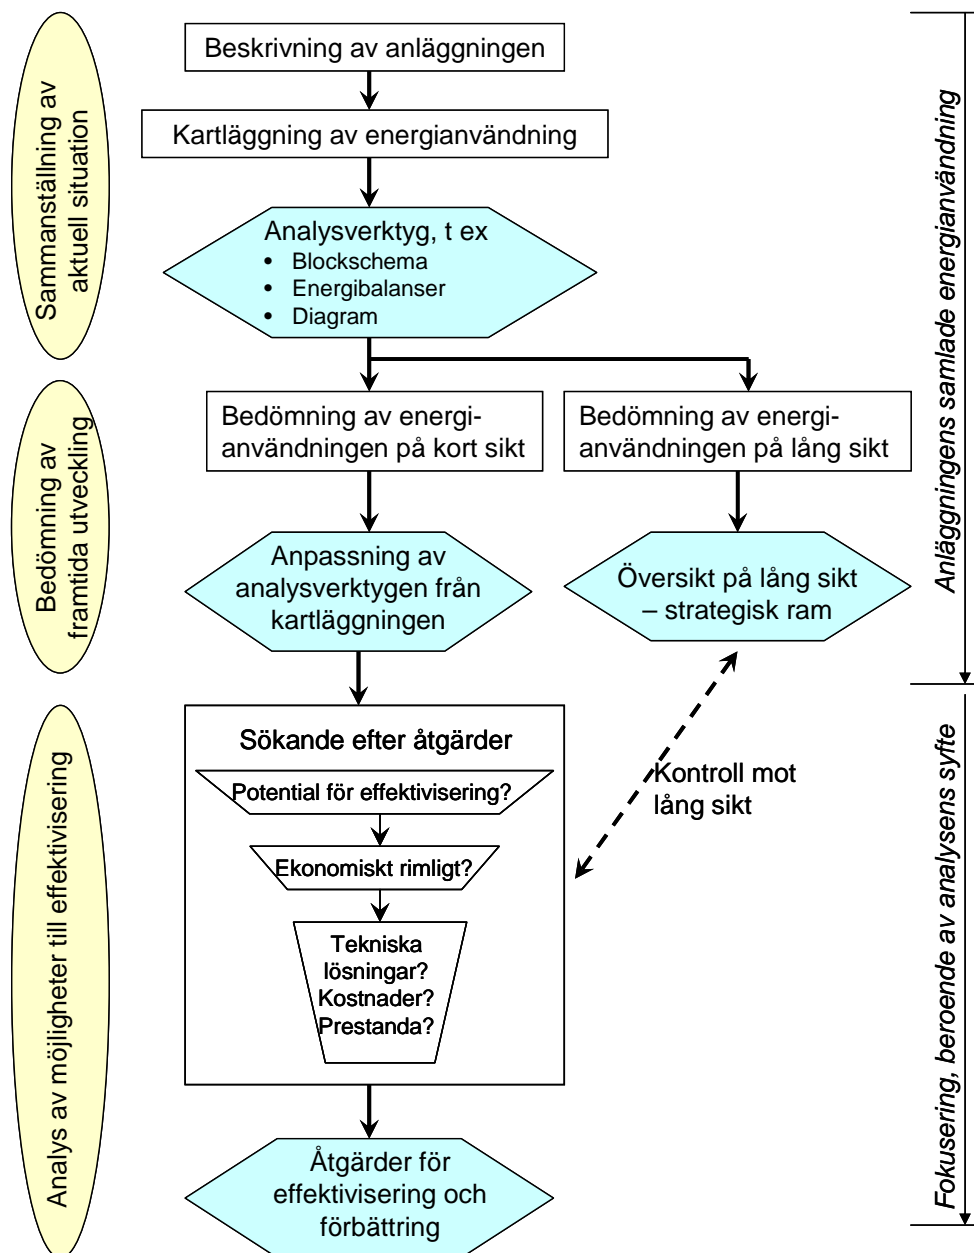 Sammanställning av
aktuell situation
Beskrivning av anläggningen
Kartläggning av energianvändning
Analysverktyg, t ex
• Blockschema
• Energibalanser
• Diagram
Anläggningens samlade energianvändning
Bedömning av
framtida utveckling
Bedömning av energi-
användningen på kort sikt
Bedömning av energi-
användningen på lång sikt
Anpassning av
analysverktygen från
kartläggningen
Översikt på lång sikt
– strategisk ram
Analys av möjligheter till effektivisering
Sökande efter åtgärder
Potential för effektivisering?
Ekonomiskt rimligt?
Tekniska
lösningar?
Kostnader?
Prestanda?
Kontroll mot
lång sikt
Fokusering, beroende av analysens syfte
Åtgärder för
effektivisering och
förbättring